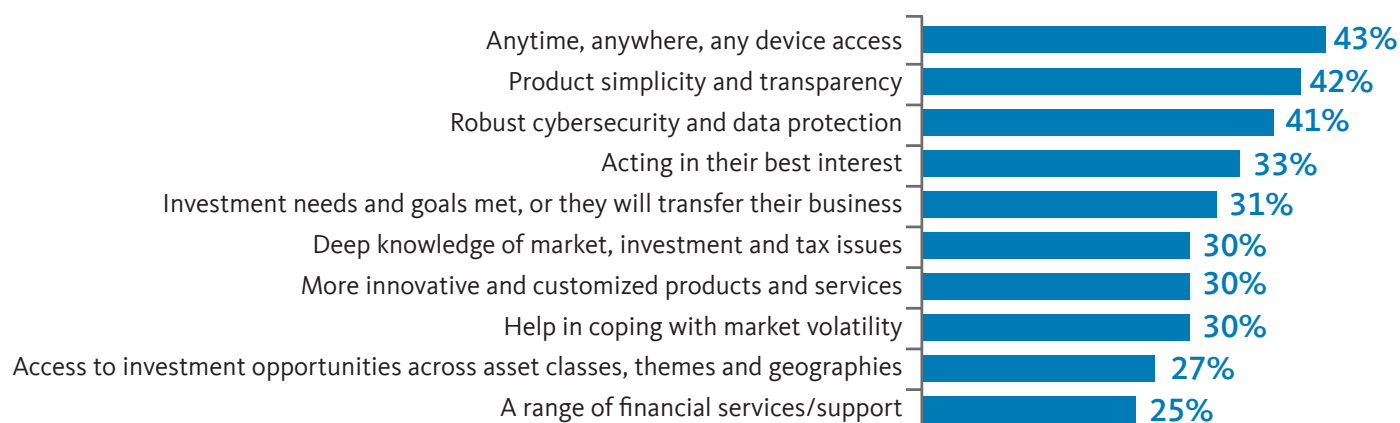 Anytime, anywhere, any device access 43%
Product simplicity and transparency 42%
Robust cybersecurity and data protection 41%
Acting in their best interest 33%
Investment needs and goals met, or they will transfer their business 31%
Deep knowledge of market, investment and tax issues 30%
More innovative and customized products and services 30%
Help in coping with market volatility 30%
Access to investment opportunities across asset classes, themes and geographies 27%
A range of financial services/support 25%